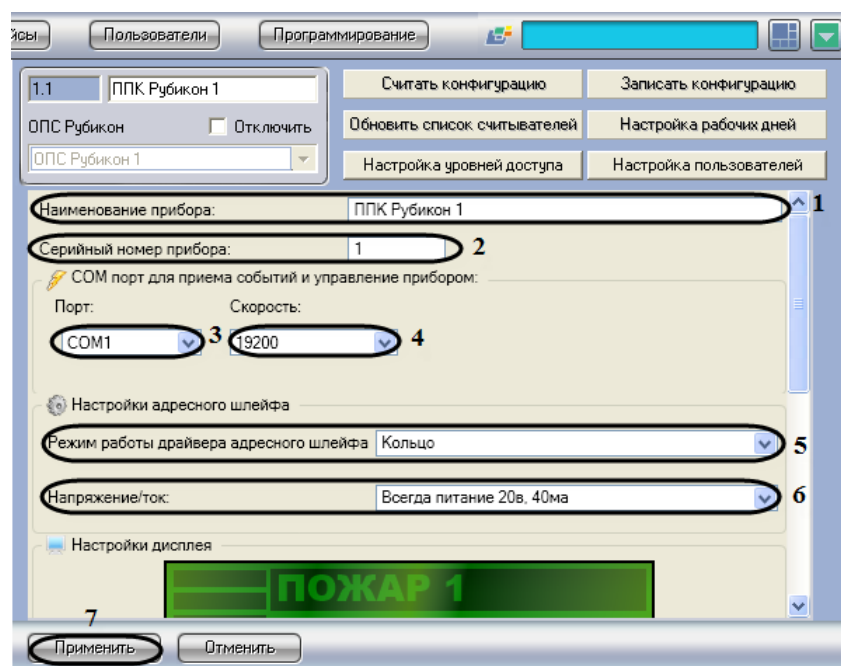 йсы Пользователи Программирование
1.1 ППК Рубикон 1
ОПС Рубикон Отключить
ОПС Рубикон 1
Считать конфигурацию Записать конфигурацию
Обновить список считывателей Настройка рабочих дней
Настройка уровней доступа Настройка пользователей
Наименование прибора: ППК Рубикон 1 1
Серийный номер прибора: 1 2
COM порт для приема событий и управление прибором:
Порт: Скорость:
COM1 3 19200 4
Настройки адресного шлейфа
Режим работы драйвера адресного шлейфа Кольцо 5
Напряжение/ток: Всегда питание 20в, 40ма 6
Настройки дисплея
ПОЖАР 1
7
Применить Отменить